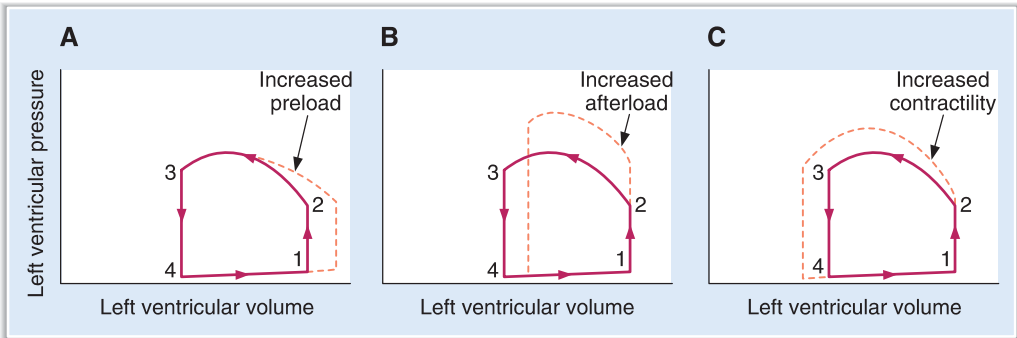 A
B
C
Left ventricular pressure
Increased
preload
3
2
4
1
Left ventricular volume
Increased
afterload
3
2
4
1
Left ventricular volume
Increased
contractility
3
2
4
1
Left ventricular volume